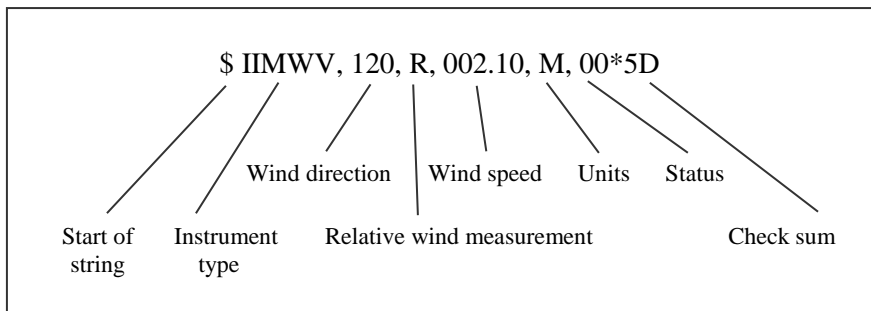 $ IIMWV, 120, R, 002.10, M, 00*5D
Wind direction Wind speed Units Status
Start of string Instrument type Relative wind measurement Check sum